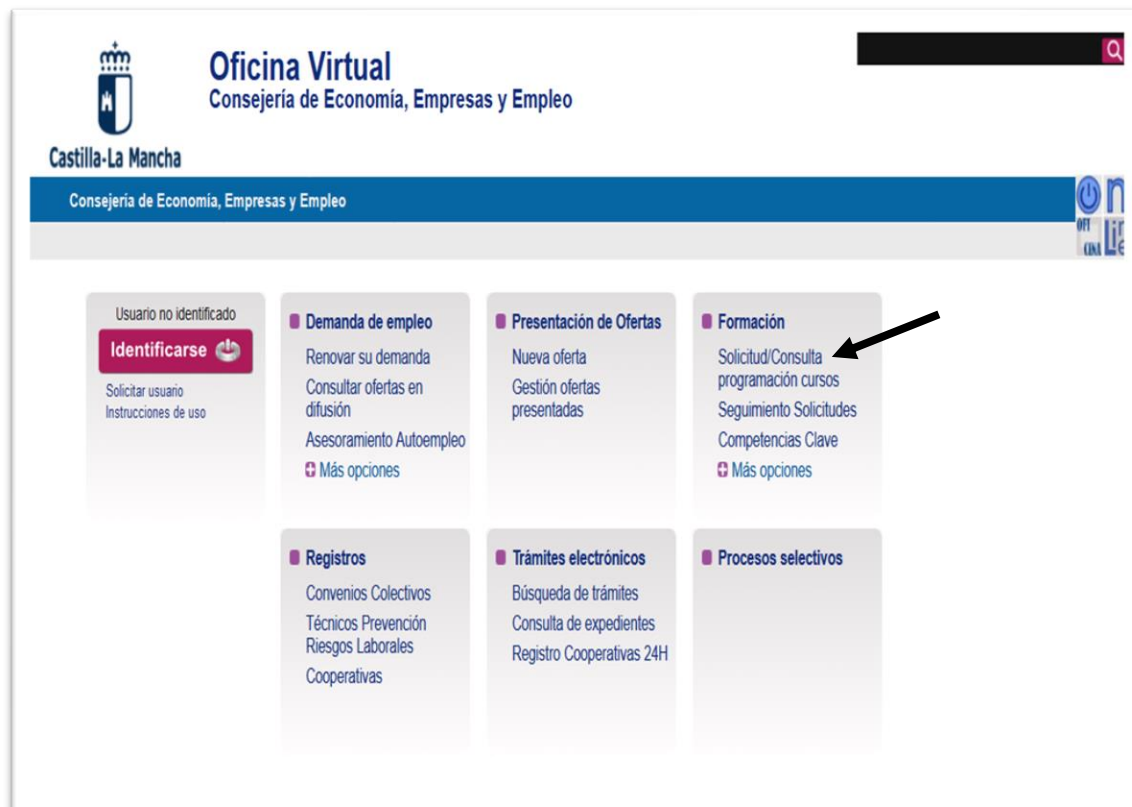 Oficina Virtual
Consejería de Economía, Empresas y Empleo
Castilla-La Mancha
Consejería de Economía, Empresas y Empleo
OFI
CINA
On
Line
Usuario no identificado
Identificarse
Solicitar usuario
Instrucciones de uso
Demanda de empleo
Renovar su demanda
Consultar ofertas en
difusión
Asesoramiento Autoempleo
Más opciones
Presentación de Ofertas
Nueva oferta
Gestión ofertas
presentadas
Formación
Solicitud/Consulta
programación cursos
Seguimiento Solicitudes
Competencias Clave
Más opciones
Registros
Convenios Colectivos
Técnicos Prevención
Riesgos Laborales
Cooperativas
Trámites electrónicos
Búsqueda de trámites
Consulta de expedientes
Registro Cooperativas 24H
Procesos selectivos